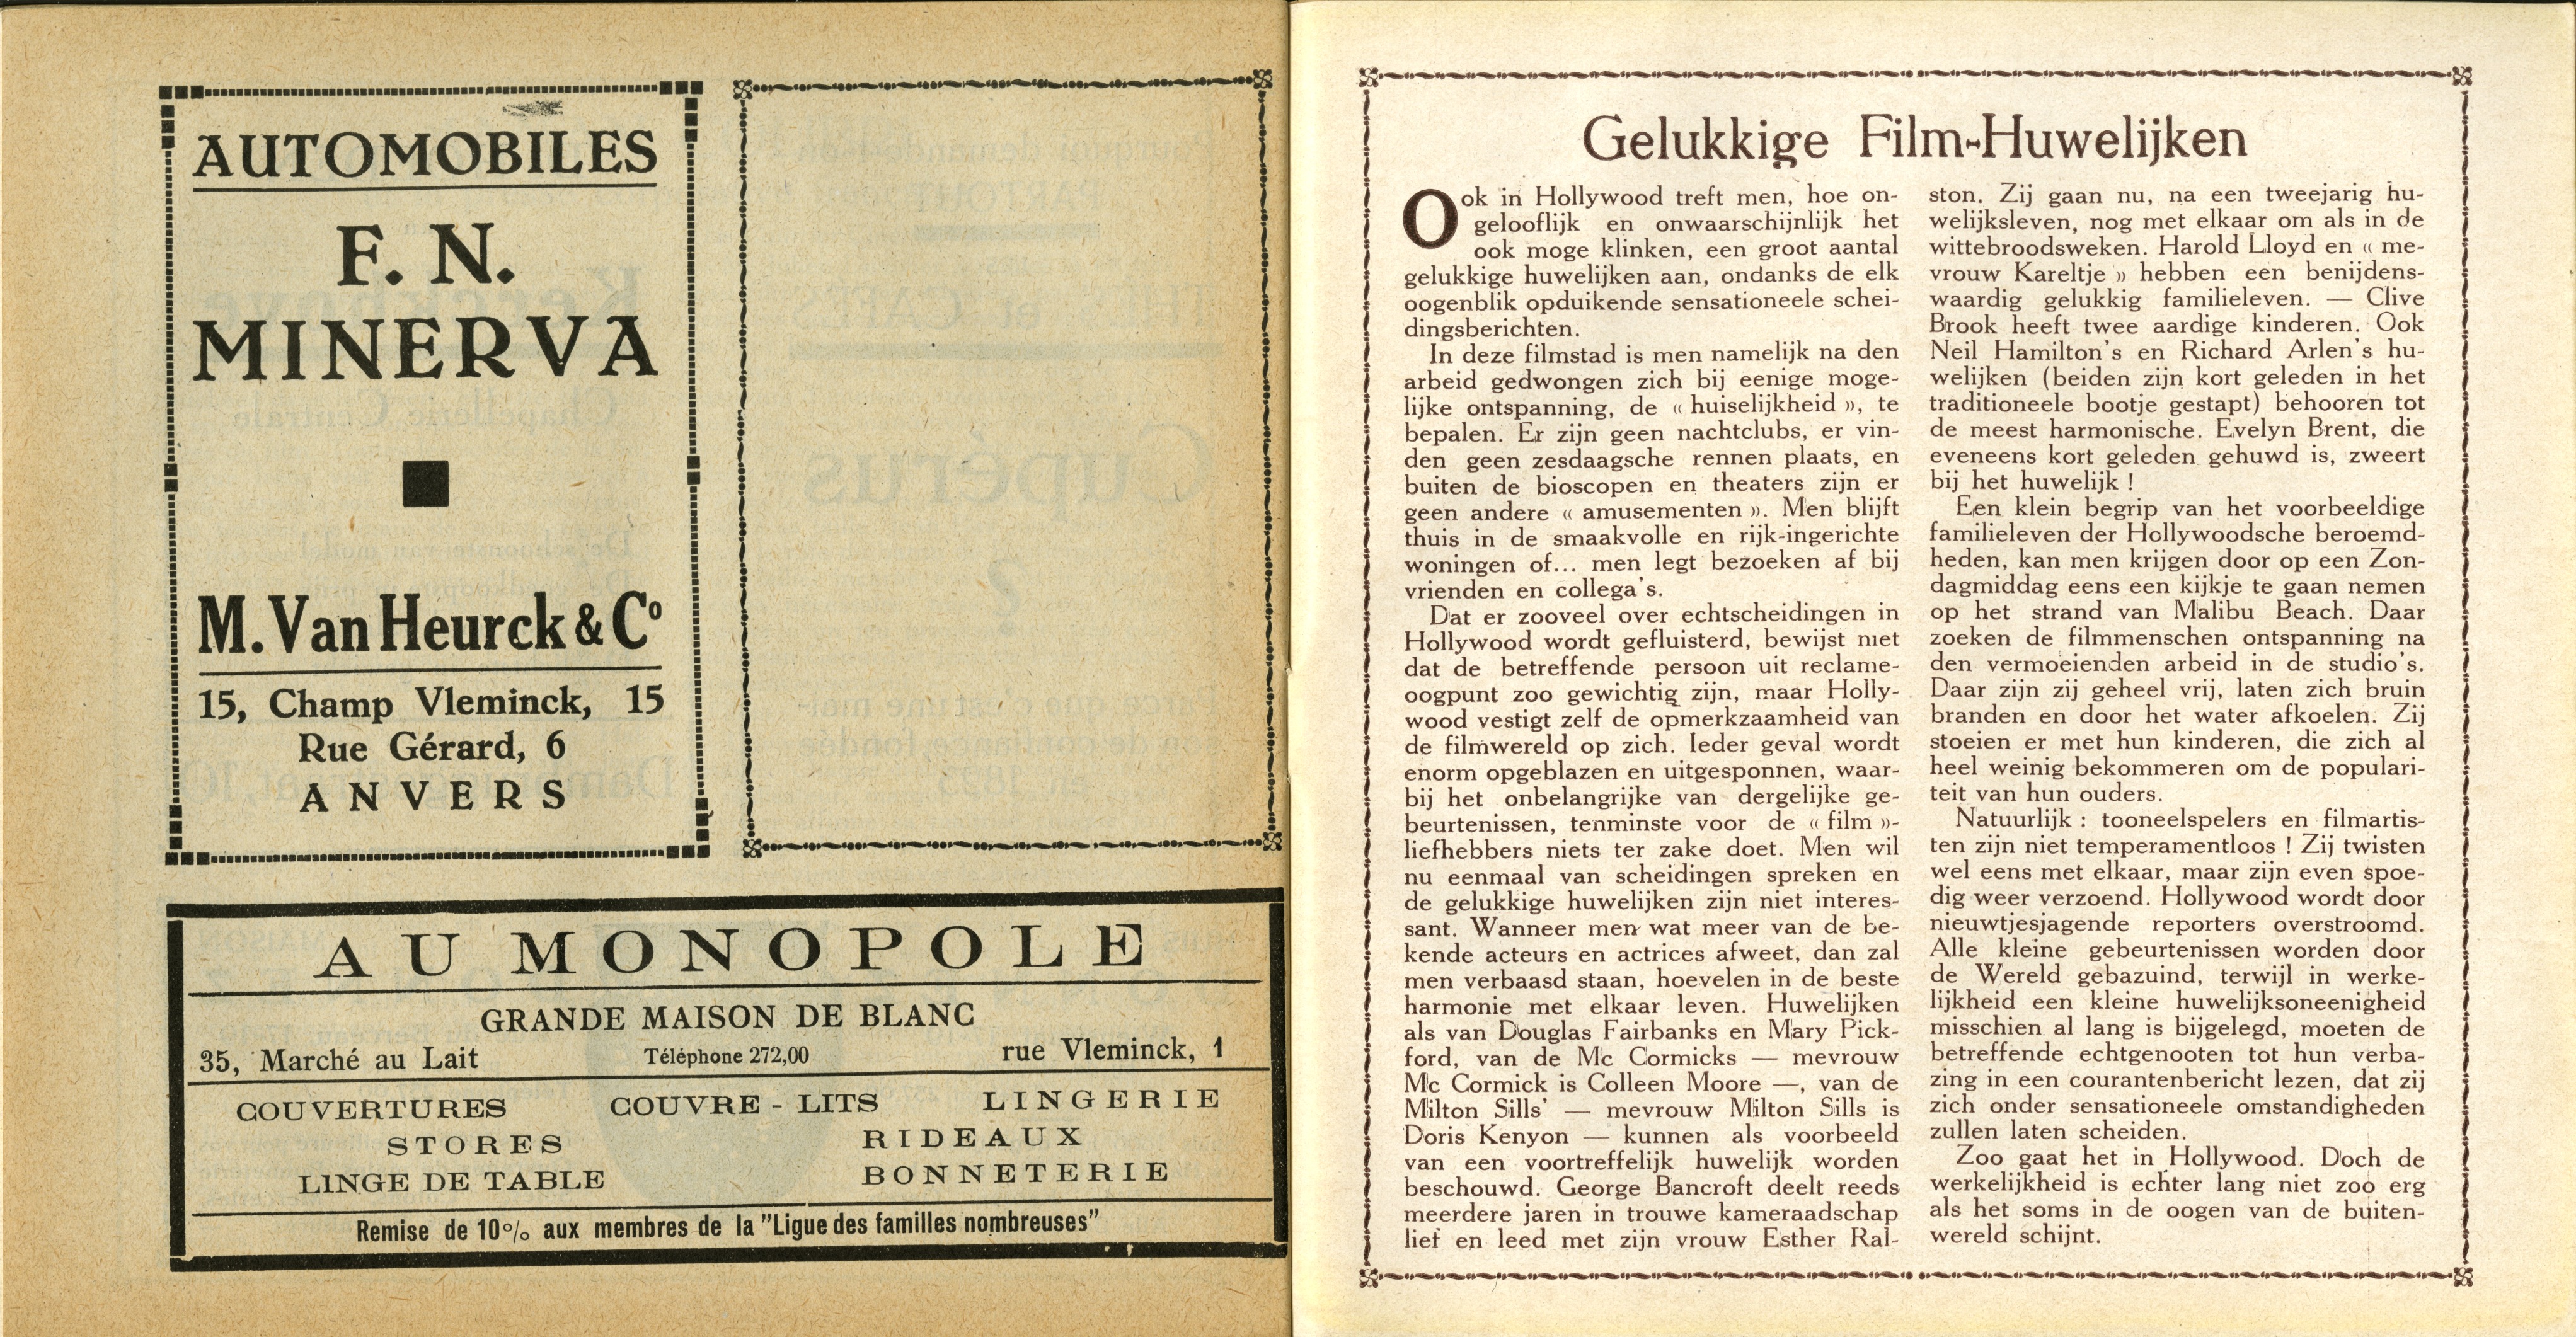 AUTOMOBILES
F. N.
MINERVA
M. Van Heurck & Cº
15, Champ Vleminck, 15
Rue Gérard, 6
ANVERS
AU MONOPOLE
GRANDE MAISON DE BLANC
35, Marché au Lait Téléphone 272,00 rue Vleminck, 1
COUVERTURES COUVRE - LITS LINGERIE
STORES RIDEAUX
LINGE DE TABLE BONNETERIE
Remise de 10% aux membres de la "Ligue des familles nombreuses"
Gelukkige Film-Huwelijken
Ook in Hollywood treft men, hoe on-
gelooflijk en onwaarschijnlijk het
ook moge klinken, een groot aantal
gelukkige huwelijken aan, ondanks de elk
oogenblik opduikende sensationeele schei-
dingsberichten.
In deze filmstad is men namelijk na den
arbeid gedwongen zich bij eenige moge-
lijke ontspanning, de « huiselijkheid », te
bepalen. Er zijn geen nachtclubs, er vin-
den geen zesdaagsche rennen plaats, en
buiten de bioscopen en theaters zijn er
geen andere « amusementen ». Men blijft
thuis in de smaakvolle en rijk-ingerichte
woningen of... men legt bezoeken af bij
vrienden en collega's.
Dat er zooveel over echtscheidingen in
Hollywood wordt gefluisterd, bewijst niet
dat de betreffende persoon uit reclame-
oogpunt zoo gewichtig zijn, maar Holly-
wood vestigt zelf de opmerkzaamheid van
de filmwereld op zich. Ieder geval wordt
enorm opgeblazen en uitgesponnen, waar-
bij het onbelangrijke van dergelijke ge-
beurtenissen, tenminste voor de « film »-
liefhebbers niets ter zake doet. Men wil
nu eenmaal van scheidingen spreken en
de gelukkige huwelijken zijn niet interes-
sant. Wanneer men wat meer van de be-
kende acteurs en actrices afweet, dan zal
men verbaasd staan, hoevelen in de beste
harmonie met elkaar leven. Huwelijken
als van Douglas Fairbanks en Mary Pick-
ford, van de Mc Cormicks — mevrouw
Mc Cormick is Colleen Moore —, van de
Milton Sills' — mevrouw Milton Sills is
Doris Kenyon — kunnen als voorbeeld
van een voortreffelijk huwelijk worden
beschouwd. George Bancroft deelt reeds
meerdere jaren in trouwe kameraadschap
lief en leed met zijn vrouw Esther Ral-
ston. Zij gaan nu, na een tweejarig hu-
welijksleven, nog met elkaar om als in de
wittebroodsweken. Harold Lloyd en « me-
vrouw Kareltje » hebben een benijdens-
waardig gelukkig familieleven. — Clive
Brook heeft twee aardige kinderen. Ook
Neil Hamilton's en Richard Arlen's hu-
welijken (beiden zijn kort geleden in het
traditioneele bootje gestapt) behooren tot
de meest harmonische. Evelyn Brent, die
eveneens kort geleden gehuwd is, zweert
bij het huwelijk !
Een klein begrip van het voorbeeldige
familieleven der Hollywoodsche beroemd-
heden, kan men krijgen door op een Zon-
dagmiddag eens een kijkje te gaan nemen
op het strand van Malibu Beach. Daar
zoeken de filmmenschen ontspanning na
den vermoeienden arbeid in de studio's.
Daar zijn zij geheel vrij, laten zich bruin
branden en door het water afkoelen. Zij
stoeien er met hun kinderen, die zich al
heel weinig bekommeren om de populari-
teit van hun ouders.
Natuurlijk : tooneelspelers en filmartis-
ten zijn niet temperamentloos ! Zij twisten
wel eens met elkaar, maar zijn even spoe-
dig weer verzoend. Hollywood wordt door
nieuwtjesjagende reporters overstroomd.
Alle kleine gebeurtenissen worden door
de Wereld gebazuind, terwijl in werke-
lijkheid een kleine huwelijksoneenigheid
misschien al lang is bijgelegd, moeten de
betreffende echtgenooten tot hun verba-
zing in een courantenbericht lezen, dat zij
zich onder sensationeele omstandigheden
zullen laten scheiden.
Zoo gaat het in Hollywood. Doch de
werkelijkheid is echter lang niet zoo erg
als het soms in de oogen van de buiten-
wereld schijnt.